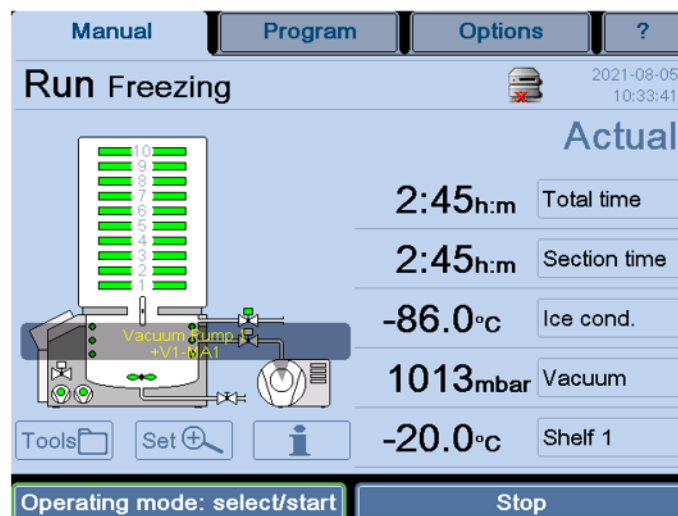 Manual Program Options ?
Run Freezing
2021-08-05
10:33:41
Actual
10
9
8
7
6
5
4
3
2
1
Vacuum Pump 1
+V1-MA1
2:45h:m Total time
2:45h:m Section time
-86.0°C Ice cond.
1013mbar Vacuum
-20.0°C Shelf 1
Tools Set i
Operating mode: select/start Stop